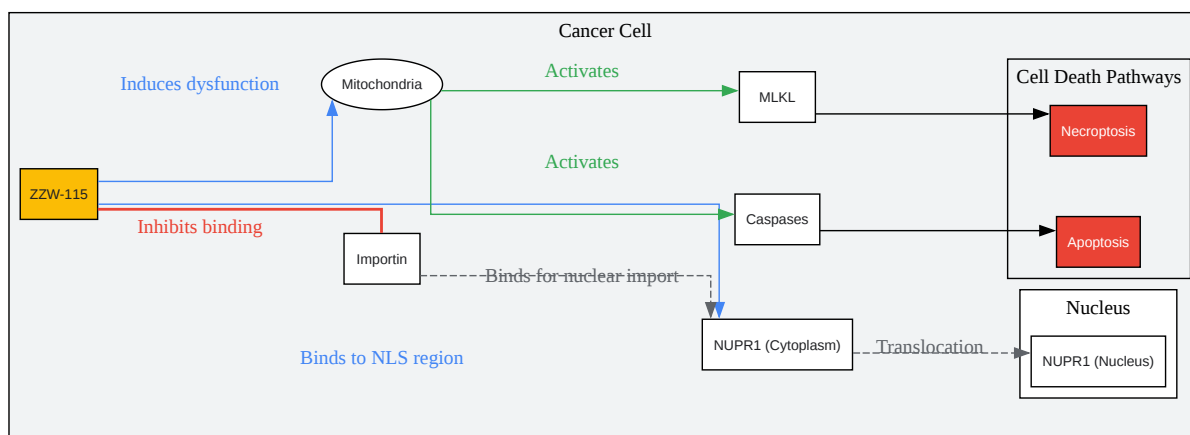 Cancer Cell
Induces dysfunction
Mitochondria
Activates
MLKL
Cell Death Pathways
Necroptosis
ZZW-115
Activates
Inhibits binding
Caspases
Apoptosis
Importin
Binds for nuclear import
Nucleus
Binds to NLS region
NUPR1 (Cytoplasm)
Translocation
NUPR1 (Nucleus)